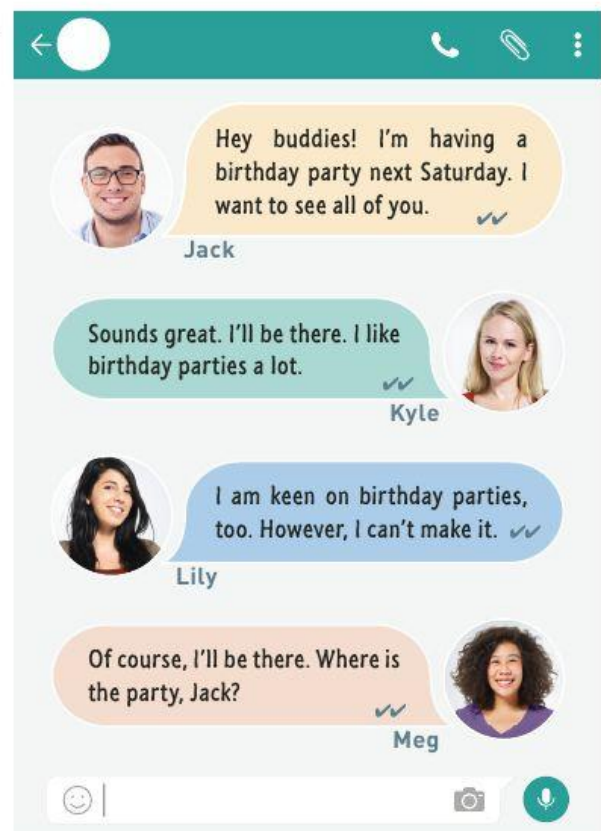 Hey buddies! I'm having a
birthday party next Saturday. I
want to see all of you.
Jack
Sounds great. I'll be there. I like
birthday parties a lot.
Kyle
I am keen on birthday parties,
too. However, I can't make it.
Lily
Of course, I'll be there. Where is
the party, Jack?
Meg